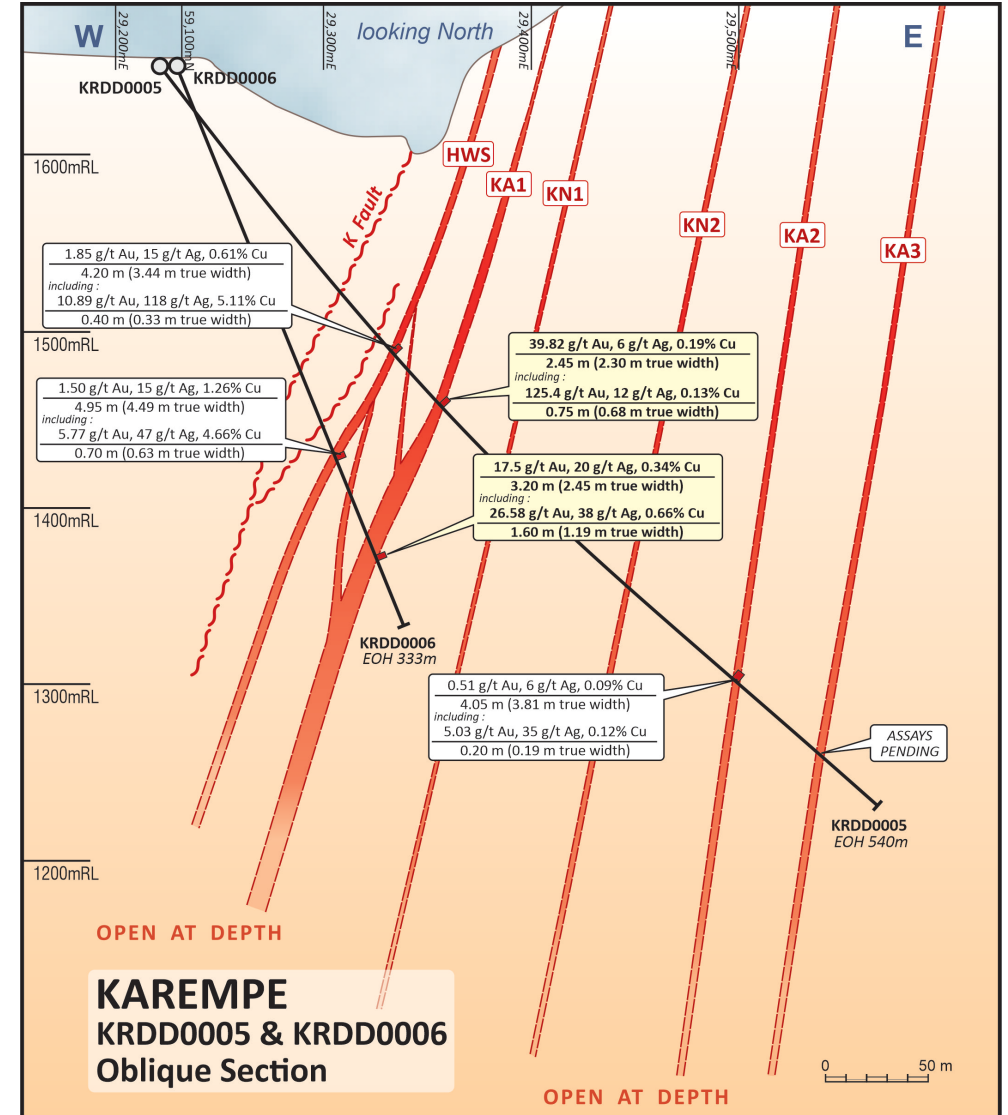 W
29,200mE
59,100mN
29,300mE
looking North
29,400mE
29,500mE
E
KRDD0005
KRDD0006
1600mRL
HWS
KA1
KN1
KN2
KA2
KA3
K Fault
1.85 g/t Au, 15 g/t Ag, 0.61% Cu
4.20 m (3.44 m true width)
including :
10.89 g/t Au, 118 g/t Ag, 5.11% Cu
0.40 m (0.33 m true width)
1500mRL
39.82 g/t Au, 6 g/t Ag, 0.19% Cu
2.45 m (2.30 m true width)
including :
125.4 g/t Au, 12 g/t Ag, 0.13% Cu
0.75 m (0.68 m true width)
1.50 g/t Au, 15 g/t Ag, 1.26% Cu
4.95 m (4.49 m true width)
including :
5.77 g/t Au, 47 g/t Ag, 4.66% Cu
0.70 m (0.63 m true width)
17.5 g/t Au, 20 g/t Ag, 0.34% Cu
3.20 m (2.45 m true width)
including :
26.58 g/t Au, 38 g/t Ag, 0.66% Cu
1.60 m (1.19 m true width)
1400mRL
KRDD0006
EOH 333m
1300mRL
0.51 g/t Au, 6 g/t Ag, 0.09% Cu
4.05 m (3.81 m true width)
including :
5.03 g/t Au, 35 g/t Ag, 0.12% Cu
0.20 m (0.19 m true width)
ASSAYS
PENDING
KRDD0005
EOH 540m
1200mRL
OPEN AT DEPTH
KAREMPE
KRDD0005 & KRDD0006
Oblique Section
0 50 m
OPEN AT DEPTH